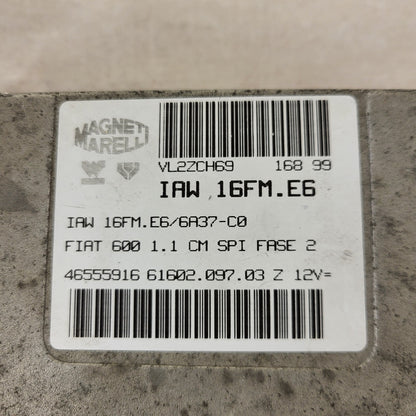 MAGNETI
MARELLI
VL2ZCH69 168 99
IAW 16FM.E6
IAW 16FM.E6/6A37-C0
FIAT 600 1.1 CM SPI FASE 2
46555916 61602.097.03 Z 12V=